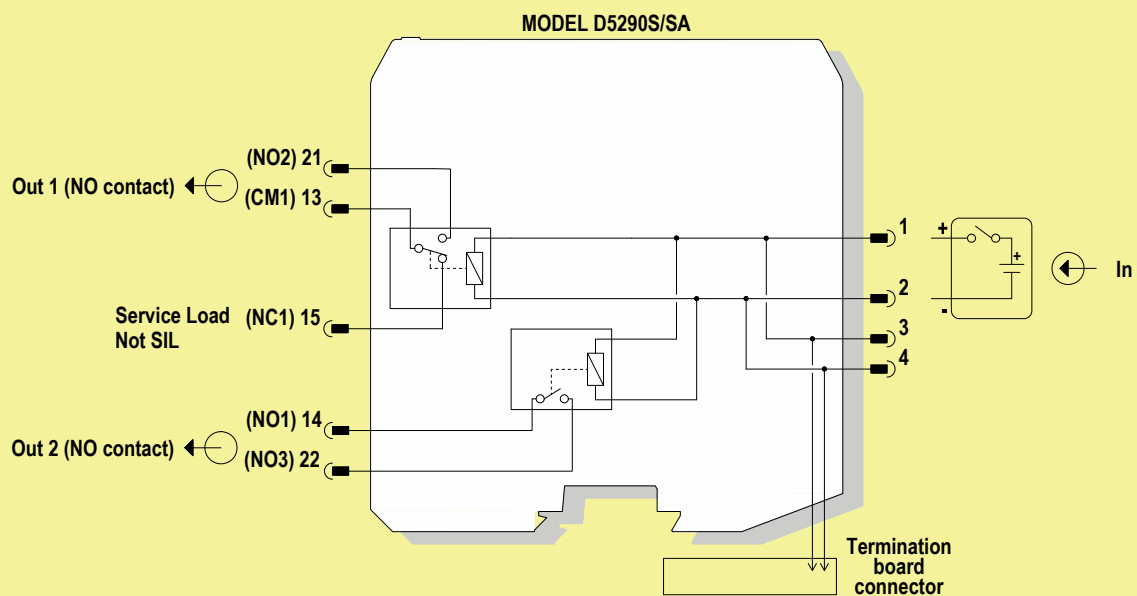 MODEL D5290S/SA
(NO2) 21
Out 1 (NO contact)
(CM1) 13
1
+
+
In
2
-
Service Load
Not SIL
(NC1) 15
3
4
(NO1) 14
Out 2 (NO contact)
(NO3) 22
Termination
board
connector